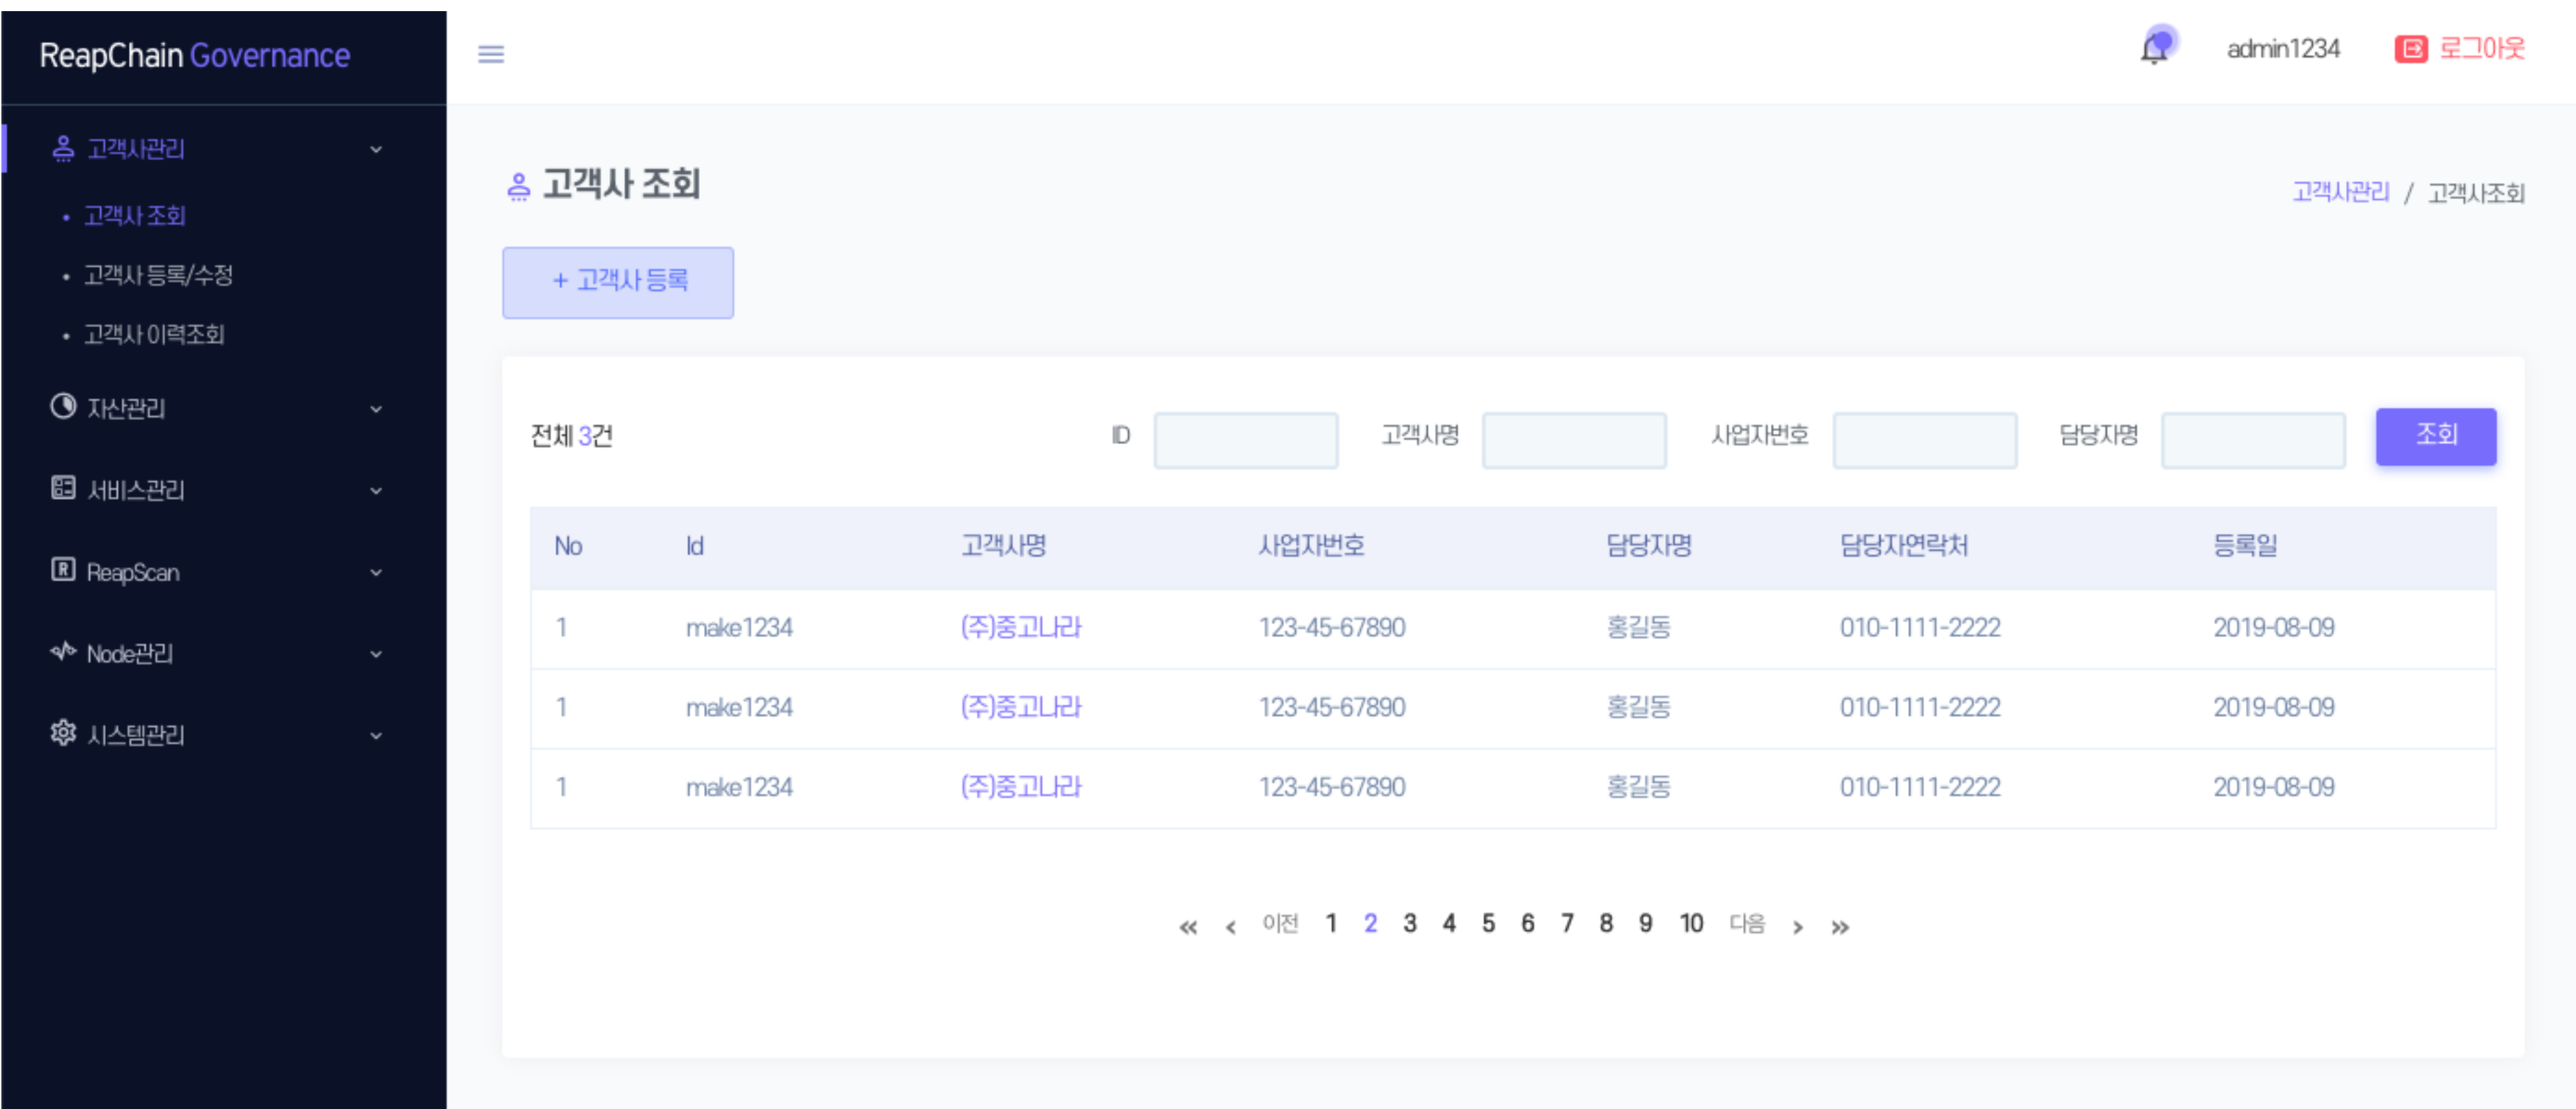 ReapChain Governance
admin1234 로그아웃
고객사관리
• 고객사 조회
• 고객사 등록/수정
• 고객사 이력조회
자산관리
서비스관리
ReapScan
Node관리
시스템관리
고객사 조회
고객사관리 / 고객사조회
+ 고객사 등록
전체 3건 ID 고객사명 사업자번호 담당자명 조회
No Id 고객사명 사업자번호 담당자명 담당자연락처 등록일
1 make1234 (주)중고나라 123-45-67890 홍길동 010-1111-2222 2019-08-09
1 make1234 (주)중고나라 123-45-67890 홍길동 010-1111-2222 2019-08-09
1 make1234 (주)중고나라 123-45-67890 홍길동 010-1111-2222 2019-08-09
« ‹ 이전 1 2 3 4 5 6 7 8 9 10 다음 › »